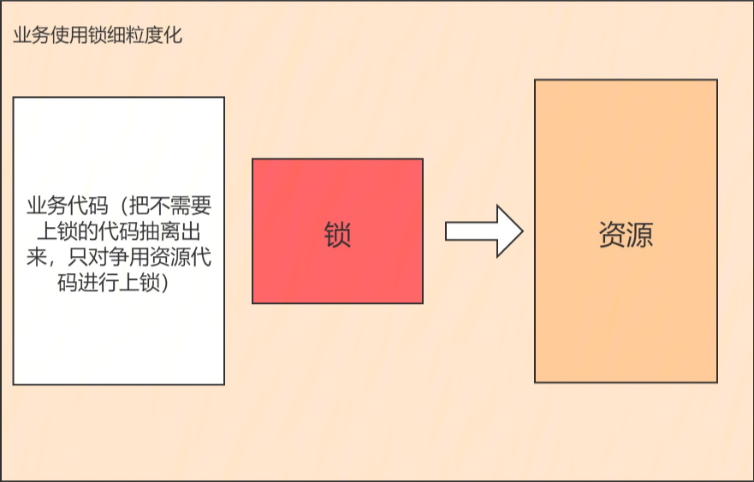 业务使用锁细粒度化
业务代码（把不需要
上锁的代码抽离出
来，只对争用资源代
码进行上锁）
锁
资源